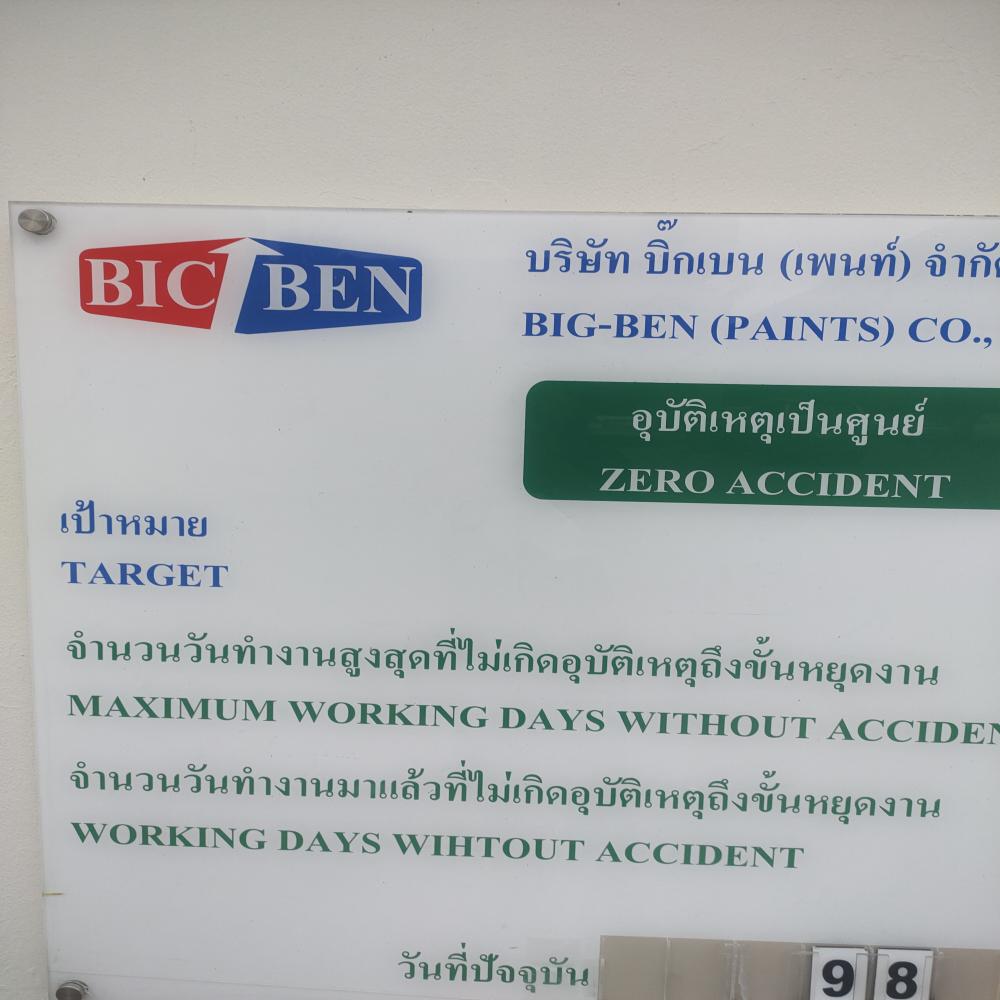 BIC BEN
บริษัท บิ๊กเบน (เพนท์)
BIG-BEN (PAINTS) CO.,
อุบัติเหตุเป็นศูนย์
ZERO ACCIDENT
เป้าหมาย
TARGET
จำนวนวันทำงานสูงสุดที่ไม่เกิดอุบัติเหตุถึงขั้นหยุดงาน
MAXIMUM WORKING DAYS WITHOUT
จำนวนวันทำงานมาแล้วที่ไม่เกิดอุบัติเหตุถึงขั้นหยุดงาน
WORKING DAYS WIHTOUT ACCIDENT
วันที่ปัจจุบัน 9 8